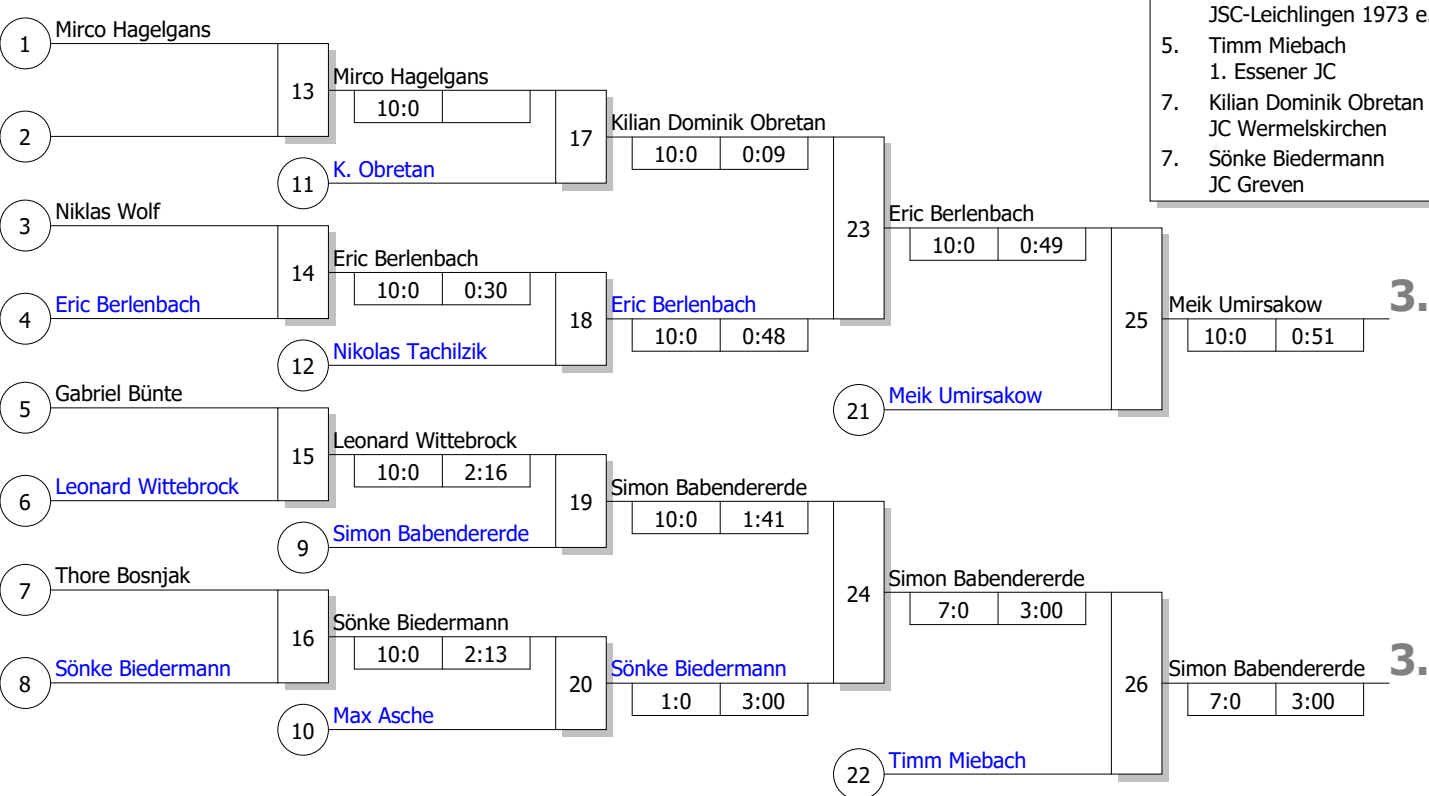 JSC-Leichlingen 1973 e.
5. Timm Miebach
1. Essener JC
7. Kilian Dominik Obretan
JC Wermelskirchen
7. Sönke Biedermann
JC Greven
1 Mirco Hagelgans
2
13
Mirco Hagelgans
10:0
11 K. Obretan
17
Kilian Dominik Obretan
10:0 0:09
3 Niklas Wolf
4 Eric Berlenbach
14
Eric Berlenbach
10:0 0:30
12 Nikolas Tachilzik
18
Eric Berlenbach
10:0 0:48
23
Eric Berlenbach
10:0 0:49
21 Meik Umirsakow
25
Meik Umirsakow 3.
10:0 0:51
5 Gabriel Bünte
6 Leonard Wittebrock
15
Leonard Wittebrock
10:0 2:16
9 Simon Babendererde
19
Simon Babendererde
10:0 1:41
7 Thore Bosnjak
8 Sönke Biedermann
16
Sönke Biedermann
10:0 2:13
10 Max Asche
20
Sönke Biedermann
1:0 3:00
24
Simon Babendererde
7:0 3:00
22 Timm Miebach
26
Simon Babendererde 3.
7:0 3:00